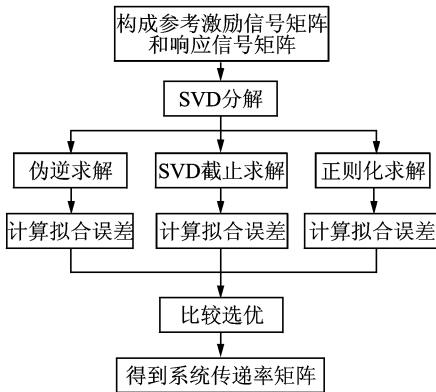 构成参考激励信号矩阵
和响应信号矩阵
SVD分解
伪逆求解
SVD截止求解
正则化求解
计算拟合误差
计算拟合误差
计算拟合误差
比较选优
得到系统传递率矩阵